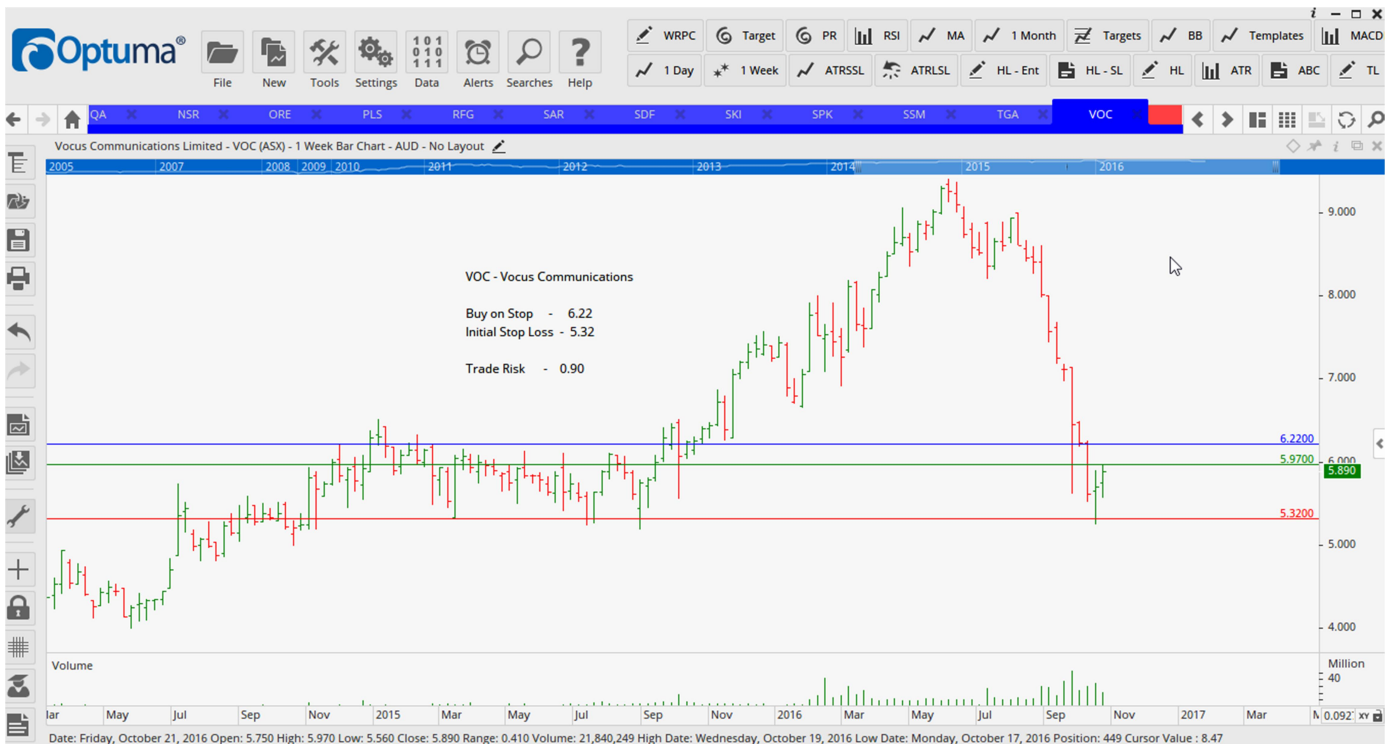 Optuma®
File
New
Tools
Settings
Data
Alerts
Searches
Help
WRPC
Target
PR
RSI
MA
1 Month
Targets
BB
Templates
MACD
1 Day
1 Week
ATRSSL
ATRLSL
HL - Ent
HL - SL
HL
ATR
ABC
TL
QA
NSR
ORE
PLS
RFG
SAR
SDF
SKI
SPK
SSM
TGA
VOC
Vocus Communications Limited - VOC (ASX) - 1 Week Bar Chart - AUD - No Layout
2005 2007 2008 2009 2010 2011 2012 2013 2014 2015 2016
VOC - Vocus Communications
Buy on Stop - 6.22
Initial Stop Loss - 5.32
Trade Risk - 0.90
9.000
8.000
7.000
6.2200
6.000
5.9700
5.890
5.3200
5.000
4.000
Volume
Million
40
Mar May Jul Sep Nov 2015 Mar May Jul Sep Nov 2016 Mar May Jul Sep Nov 2017 Mar M 0.092 XY
Date: Friday, October 21, 2016 Open: 5.750 High: 5.970 Low: 5.560 Close: 5.890 Range: 0.410 Volume: 21,840,249 High Date: Wednesday, October 19, 2016 Low Date: Monday, October 17, 2016 Position: 449 Cursor Value : 8.47